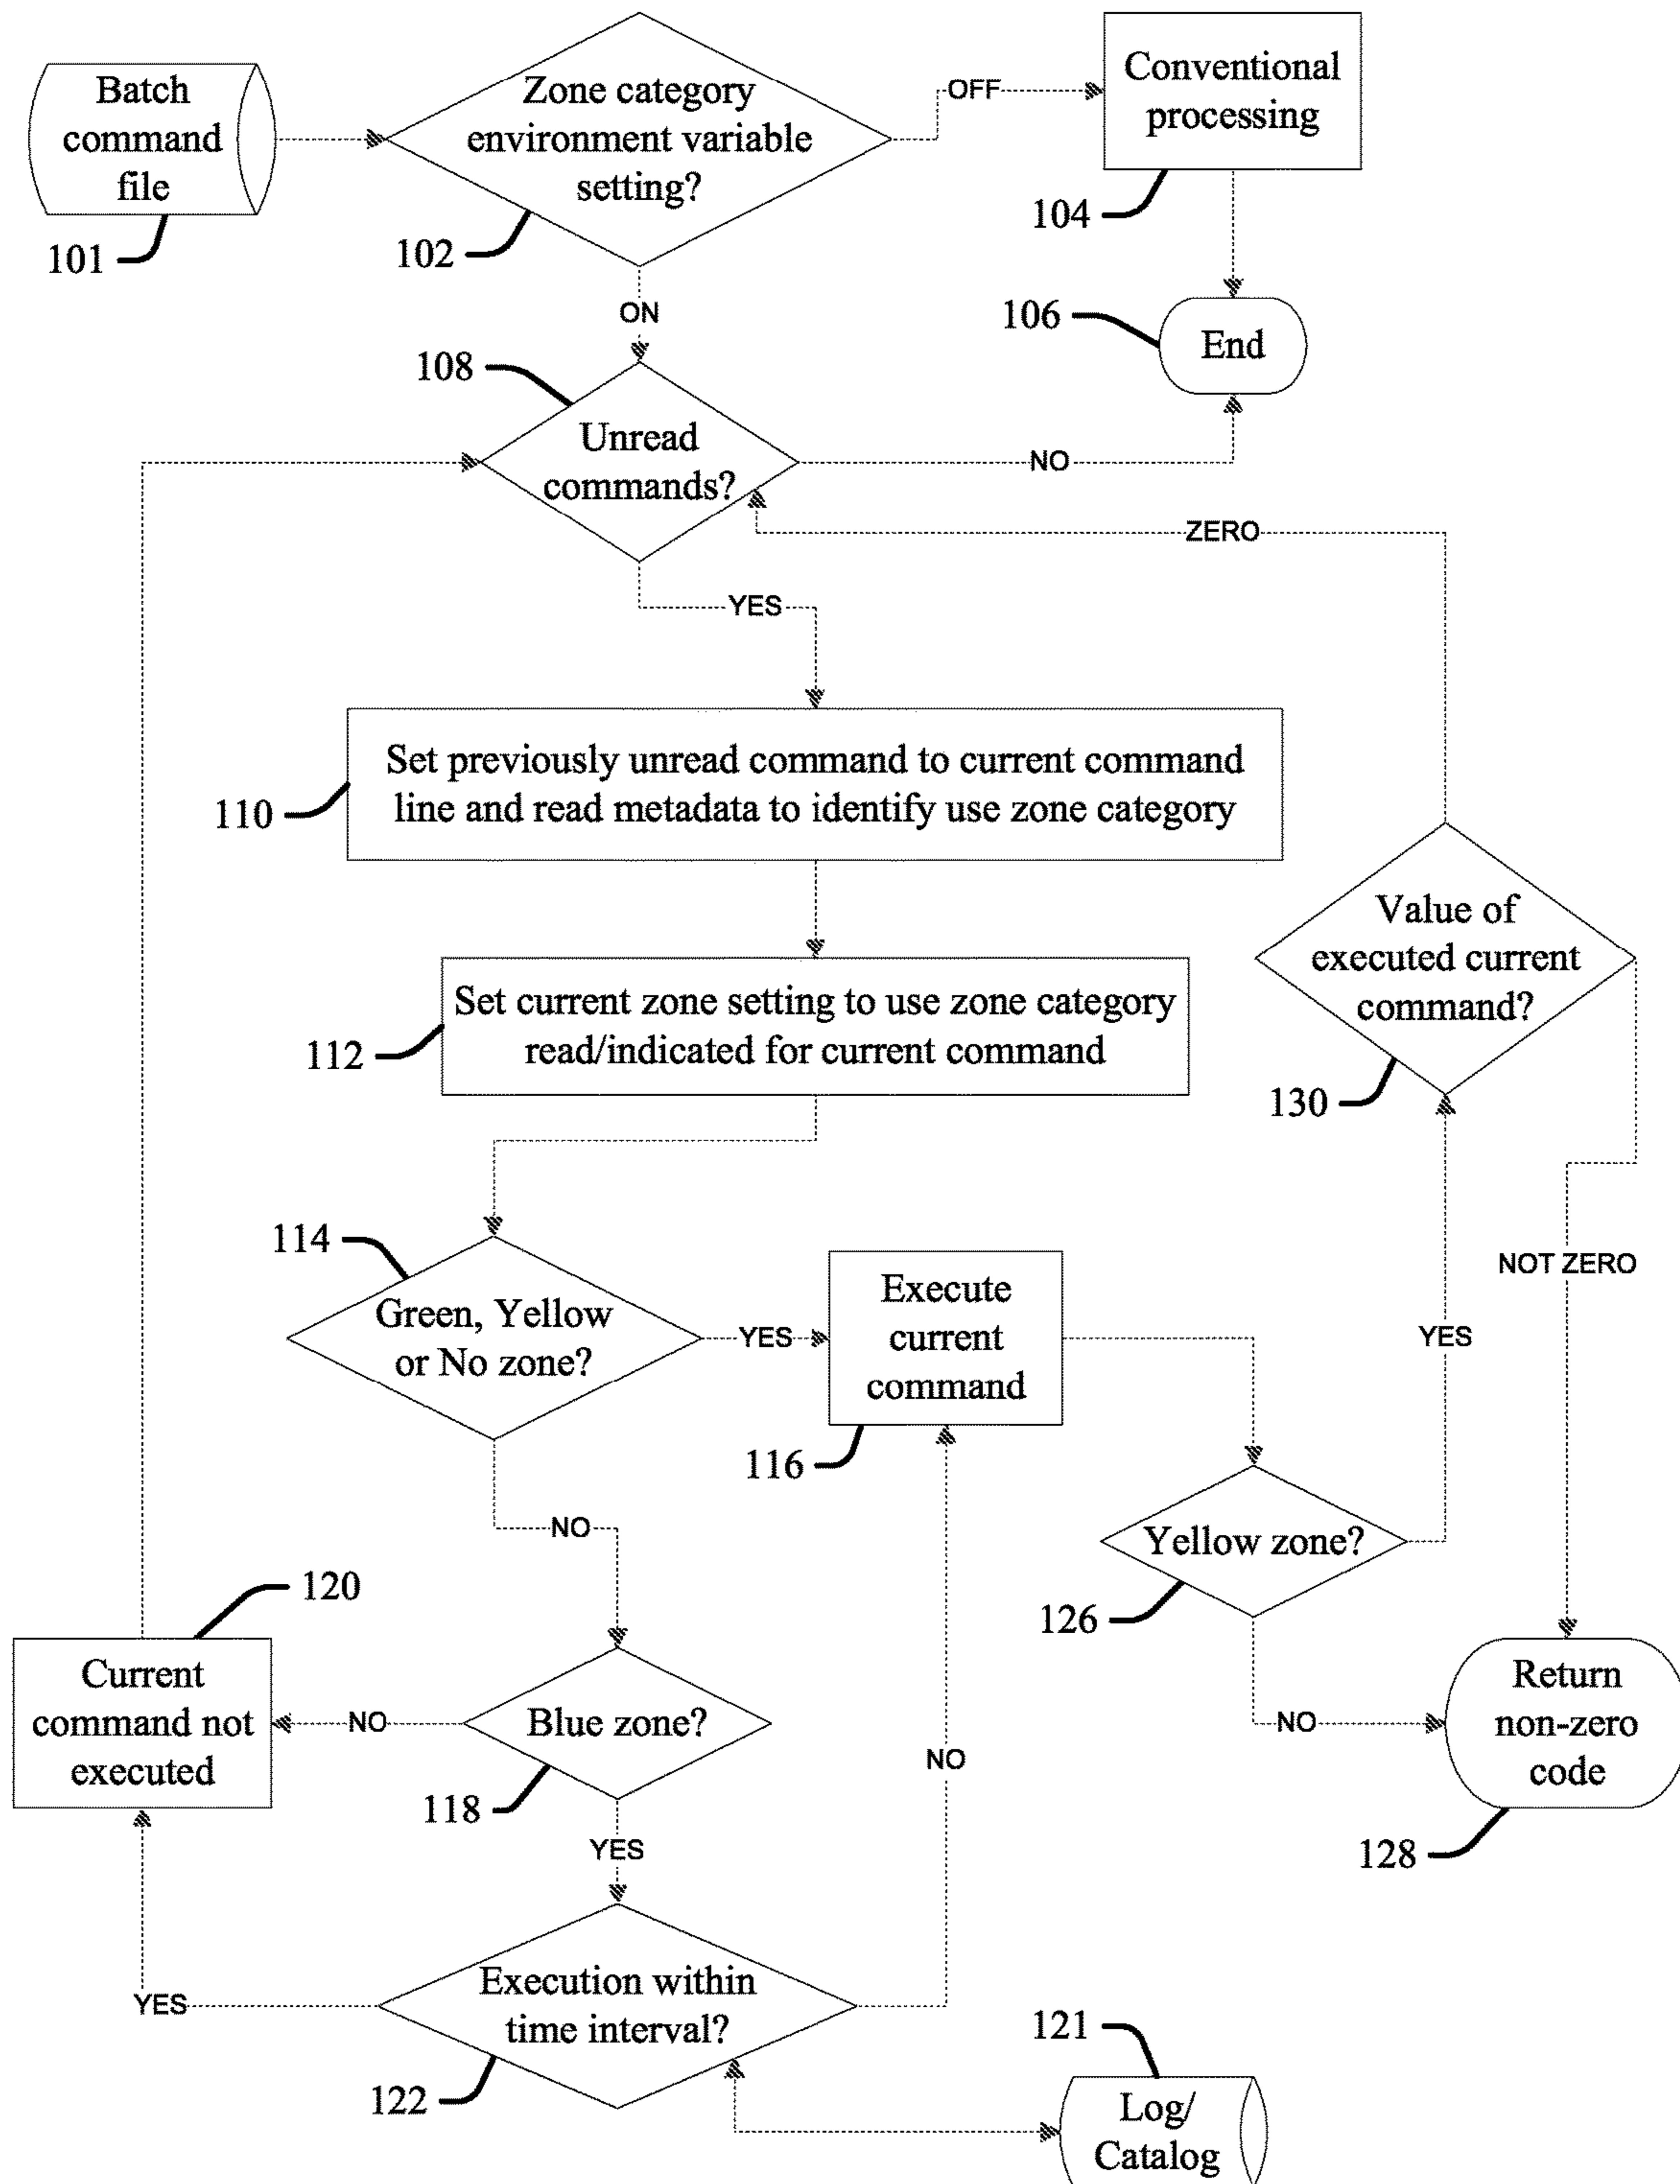 Batch
command
file
101
Zone category
environment variable
setting?
102
OFF
Conventional
processing
104
ON
106
End
108
Unread
commands?
NO
ZERO
YES
Set previously unread command to current command
line and read metadata to identify use zone category
110
Value of
executed current
command?
130
Set current zone setting to use zone category
read/indicated for current command
112
114
Green, Yellow
or No zone?
YES
Execute
current
command
116
NOT ZERO
YES
NO
Yellow zone?
126
120
Current
command not
executed
NO
Blue zone?
118
NO
NO
Return
non-zero
code
128
YES
YES
Execution within
time interval?
122
121
Log/
Catalog